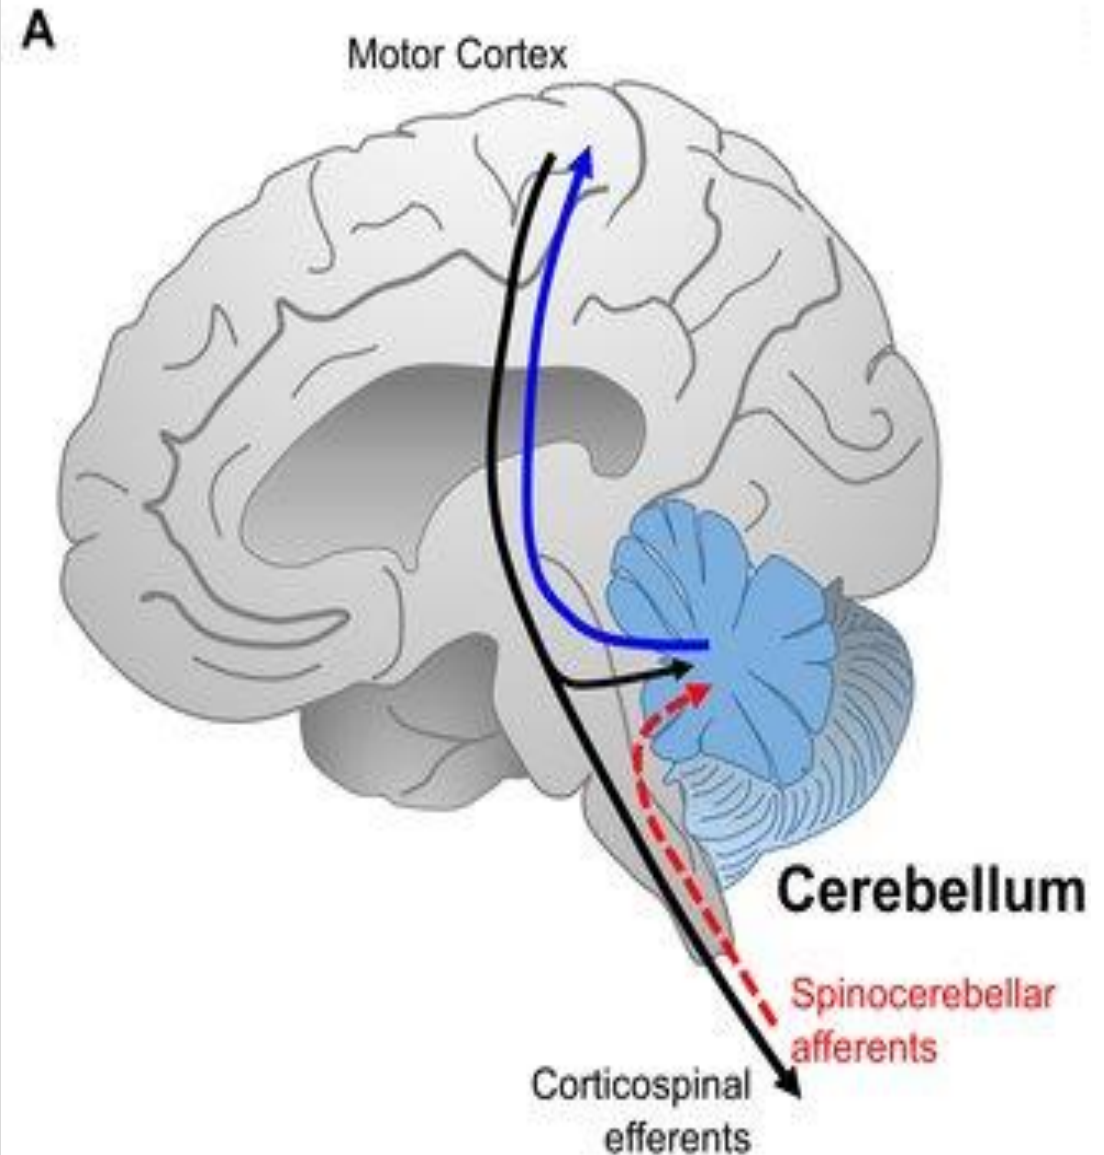 A
Motor Cortex
Cerebellum
Spinocerebellar
afferents
Corticospinal
efferents